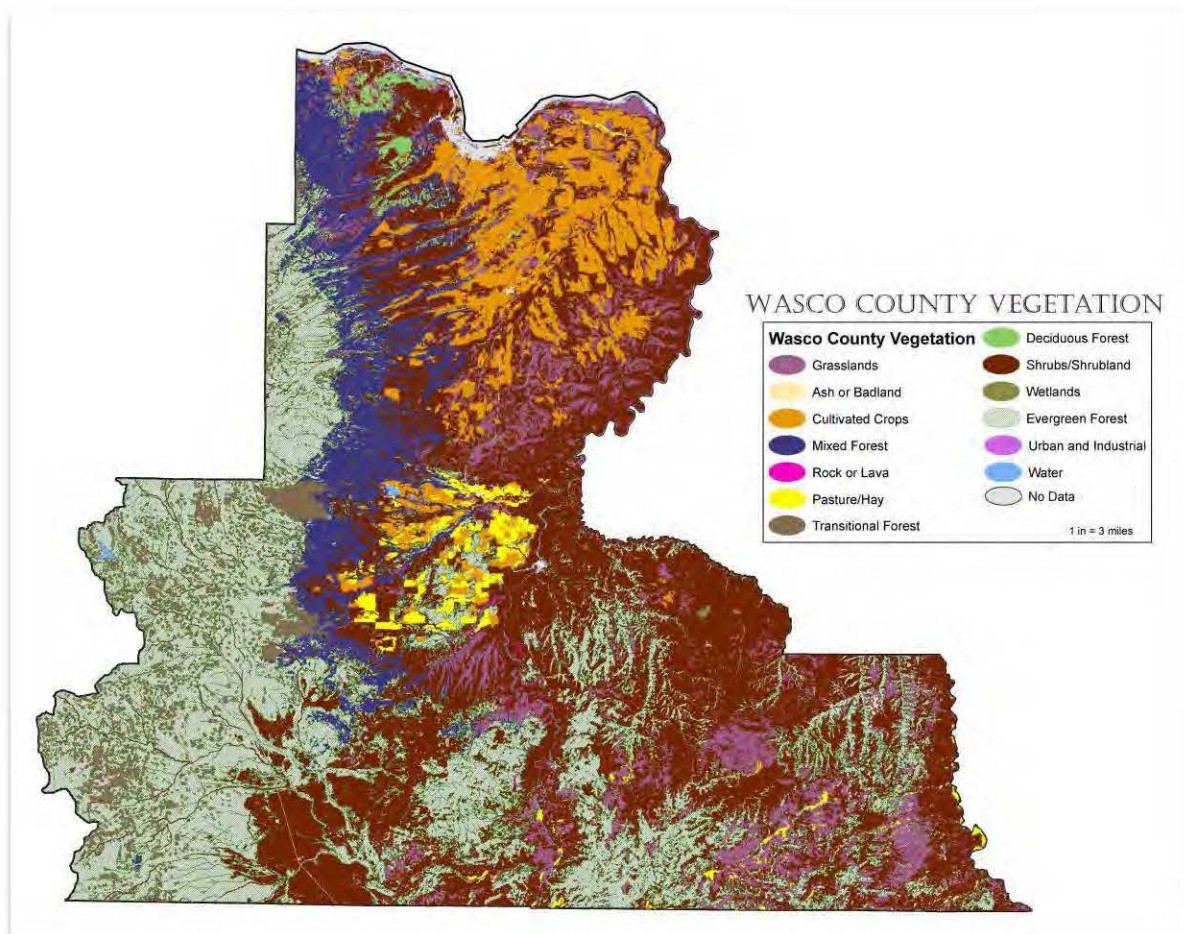 WASCO COUNTY VEGETATION
Wasco County Vegetation
Grasslands
Ash or Badland
Cultivated Crops
Mixed Forest
Rock or Lava
Pasture/Hay
Transitional Forest
Deciduous Forest
Shrubs/Shrubland
Wetlands
Evergreen Forest
Urban and Industrial
Water
No Data
1 in = 3 miles